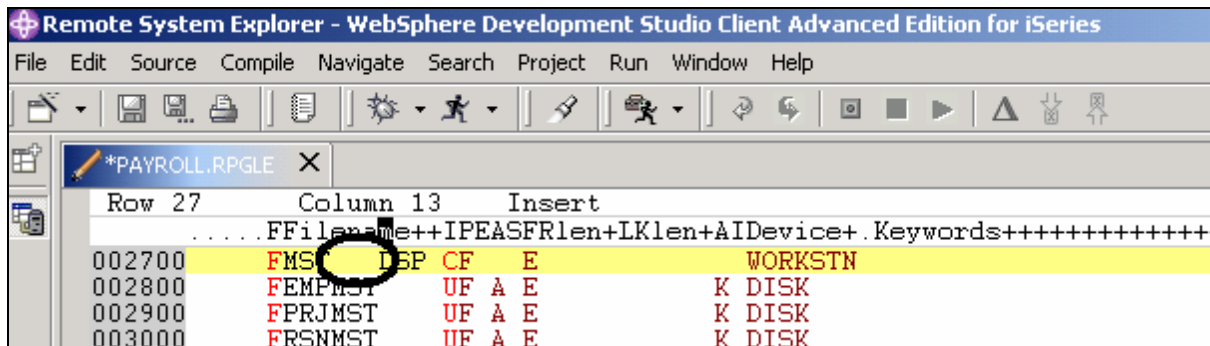 Remote System Explorer - WebSphere Development Studio Client Advanced Edition for iSeries
File Edit Source Compile Navigate Search Project Run Window Help
*PAYROLL.RPGLE
Row 27 Column 13 Insert
.....FFilename++IPEASFRlen+LKlen+AIDevice+.Keywords+++++++++++++
002700 FMS DSP CF E WORKSTN
002800 FEMPMST UF A E K DISK
002900 FPRJMST UF A E K DISK
003000 FRSNMST UF A E K DISK